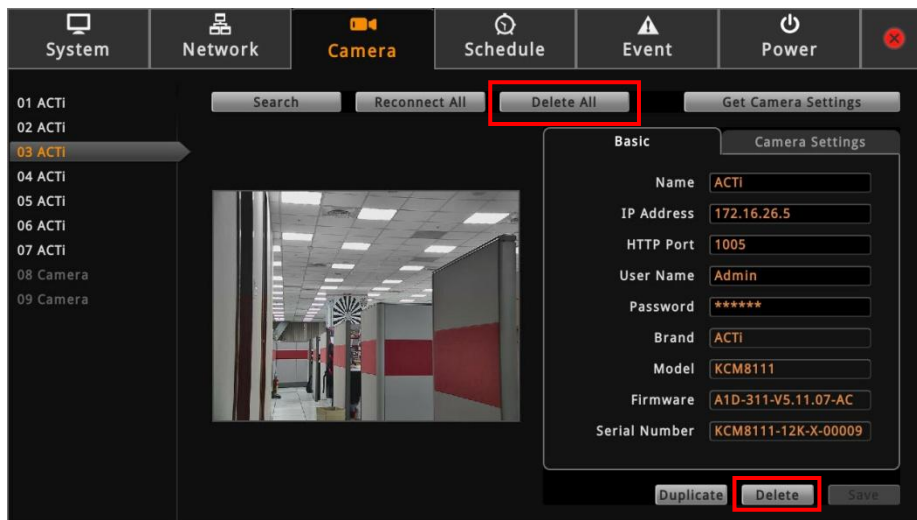 System Network Camera Schedule Event Power
Search Reconnect All Delete All Get Camera Settings
01 ACTi
02 ACTi
03 ACTi
04 ACTi
05 ACTi
06 ACTi
07 ACTi
08 Camera
09 Camera
Basic Camera Settings
Name ACTi
IP Address 172.16.26.5
HTTP Port 1005
User Name Admin
Password ******
Brand ACTi
Model KCM8111
Firmware A1D-311-V5.11.07-AC
Serial Number KCM8111-12K-X-00009
Duplicate Delete Save